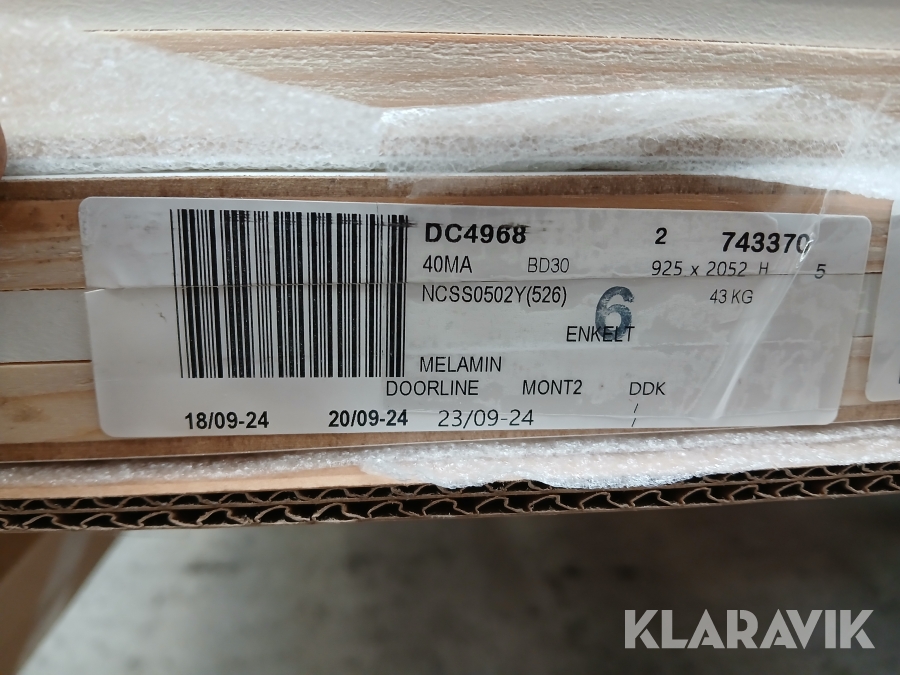 DC4968 2 743370
40MA BD30 925 x 2052 H 5
NCSS0502Y(526) 6 43 KG
ENKELT
MELAMIN
DOORLINE MONT2 DDK
18/09-24 20/09-24 23/09-24 /
/
KLARAVIK
KLARAVIK